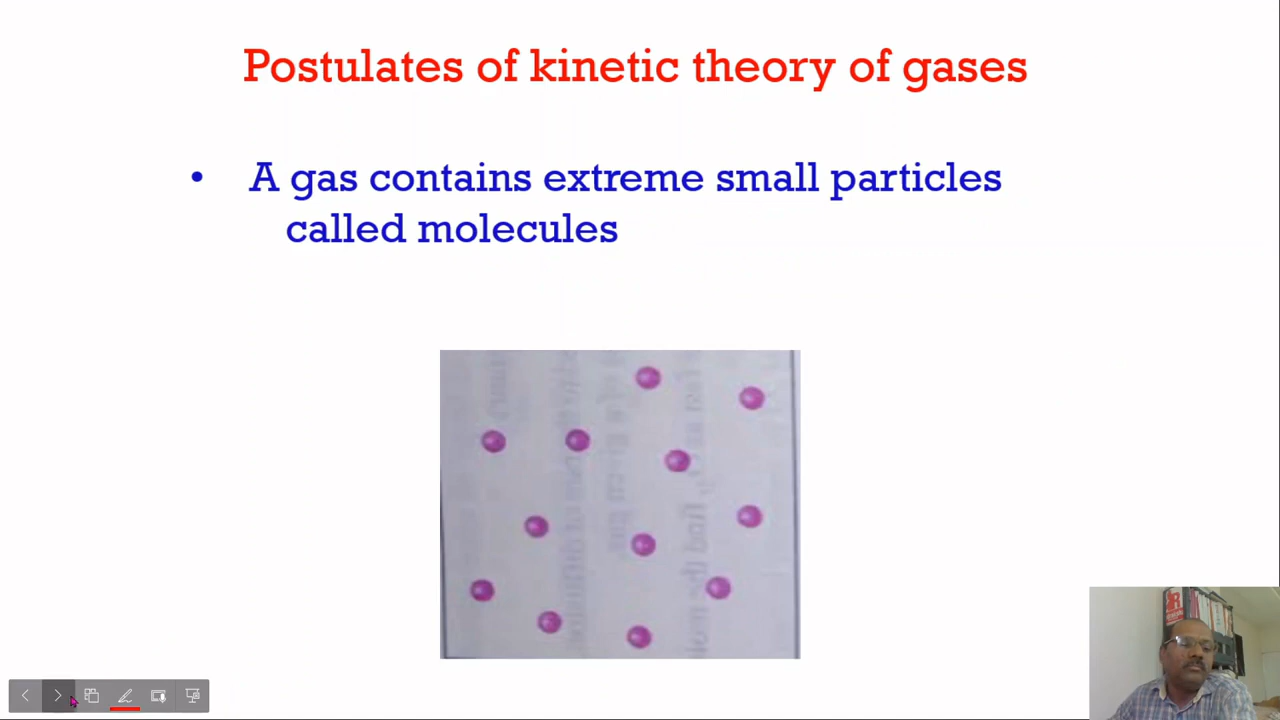 Postulates of kinetic theory of gases
• A gas contains extreme small particles
called molecules